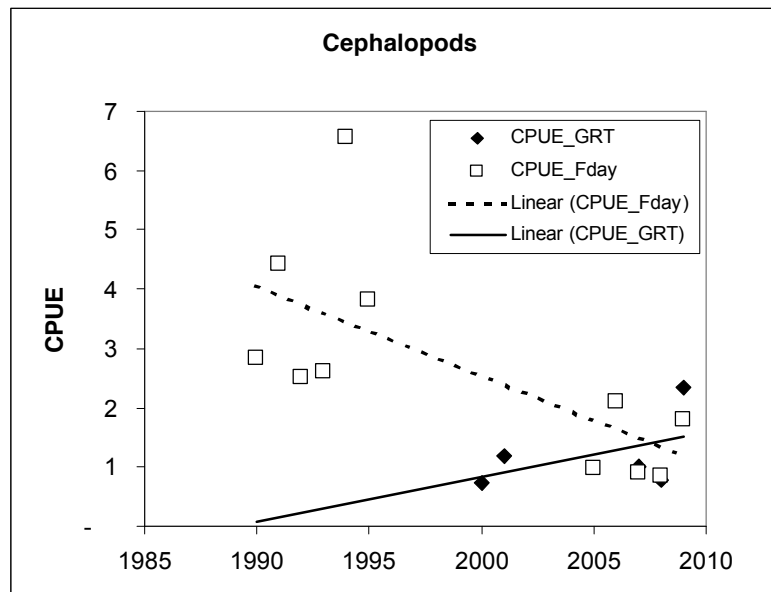 Cephalopods
CPUE_GRT
CPUE_Fday
Linear (CPUE_Fday)
Linear (CPUE_GRT)
CPUE
7
6
5
4
3
2
1
-
1985 1990 1995 2000 2005 2010